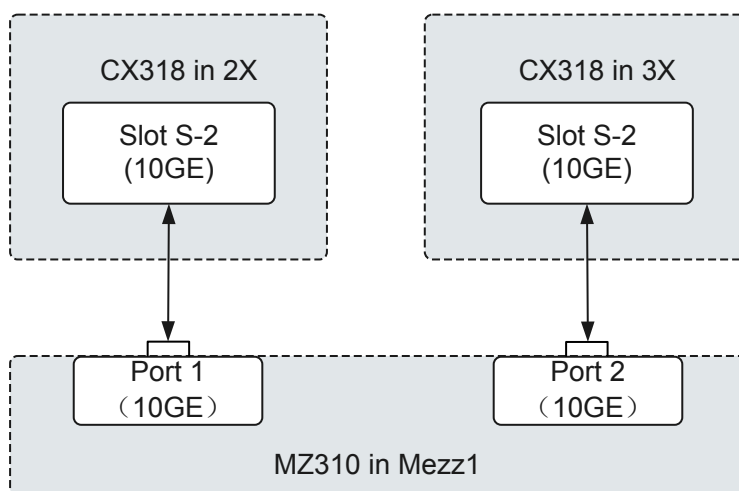 CX318 in 2X
CX318 in 3X
Slot S-2
(10GE)
Slot S-2
(10GE)
Port 1
（10GE）
Port 2
（10GE）
MZ310 in Mezz1